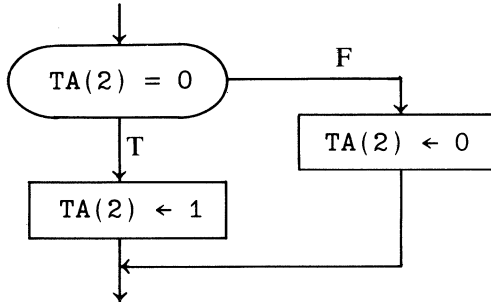 TA(2) = 0
F
T
TA(2) ← 0
TA(2) ← 1